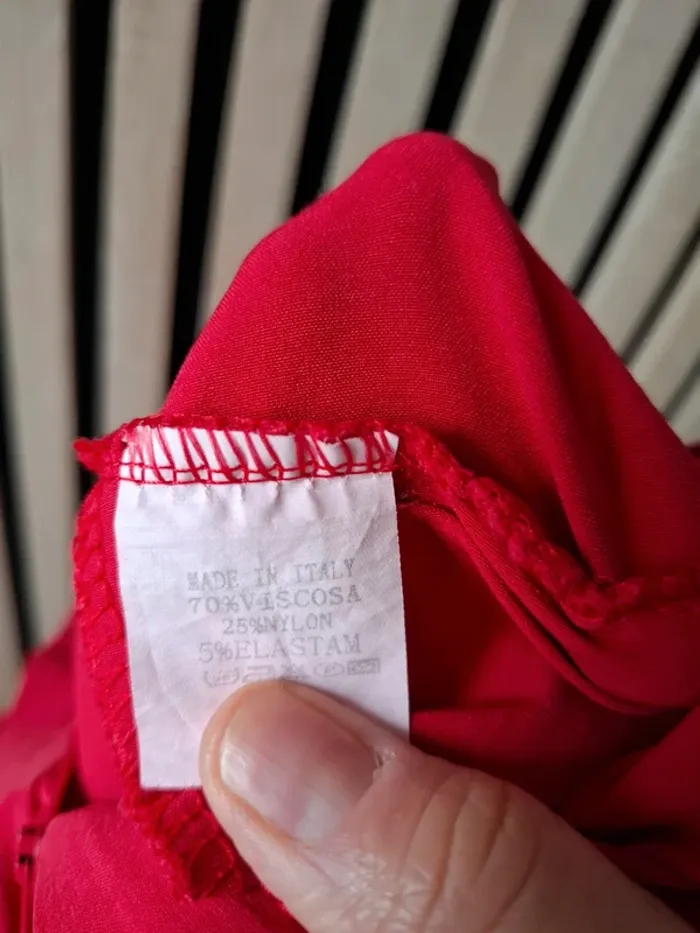 MADE IN ITALY
70%VISCOSA
25%NYLON
5%ELASTAM